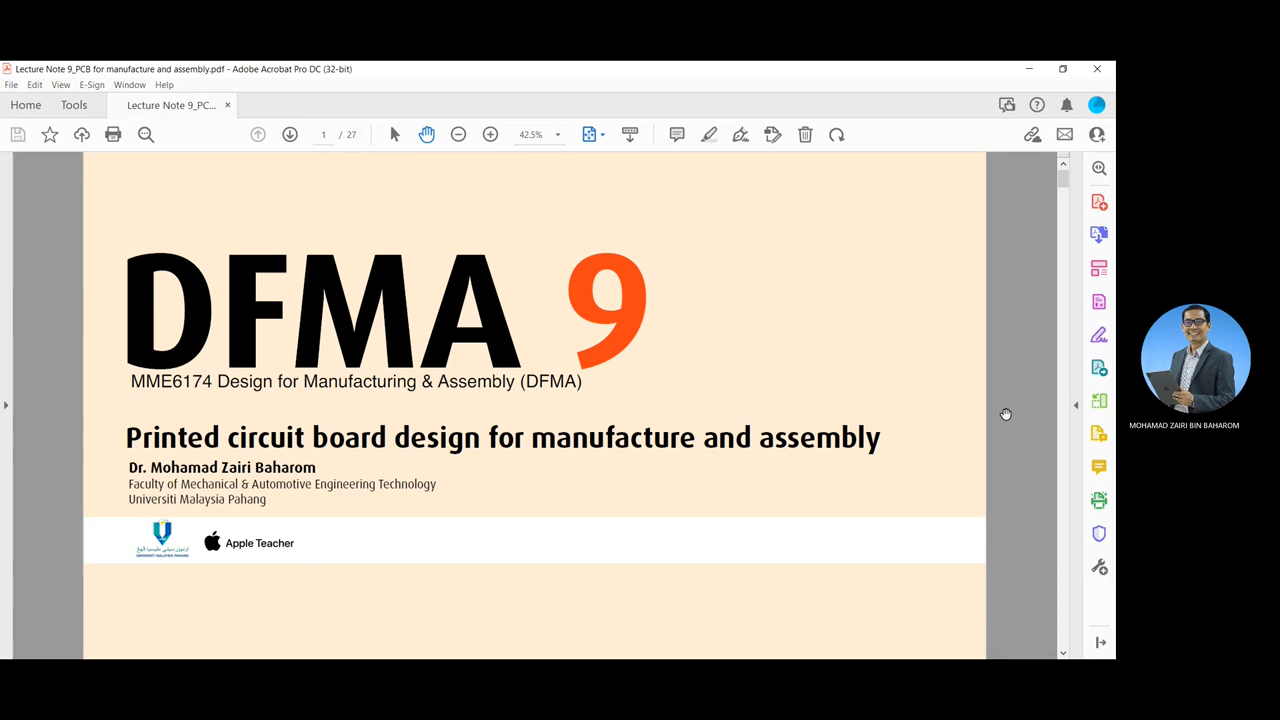 Lecture Note 9_PCB for manufacture and assembly.pdf - Adobe Acrobat Pro DC (32-bit)
File Edit View E-Sign Window Help
Home Tools Lecture Note 9_PC... ×
1 / 27 42.5%
DFMA 9
MME6174 Design for Manufacturing & Assembly (DFMA)
Printed circuit board design for manufacture and assembly
Dr. Mohamad Zairi Baharom
Faculty of Mechanical & Automotive Engineering Technology
Universiti Malaysia Pahang
UNIVERSITI MALAYSIA PAHANG
Apple Teacher
MOHAMAD ZAIRI BIN BAHAROM